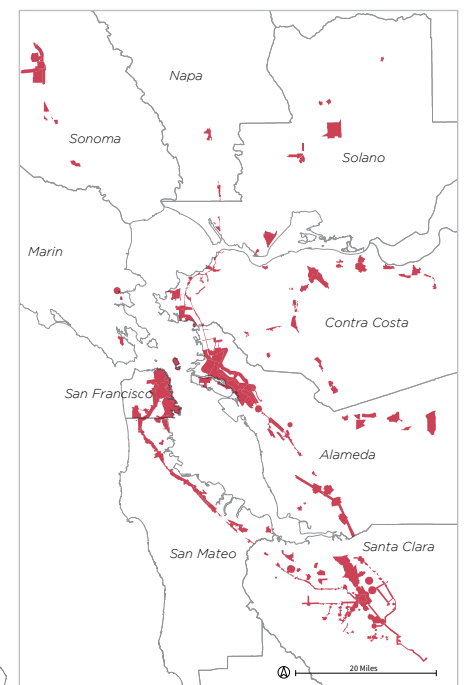 Napa
Sonoma
Solano
Marin
Contra Costa
San Francisco
Alameda
Santa Clara
San Mateo
20 Miles